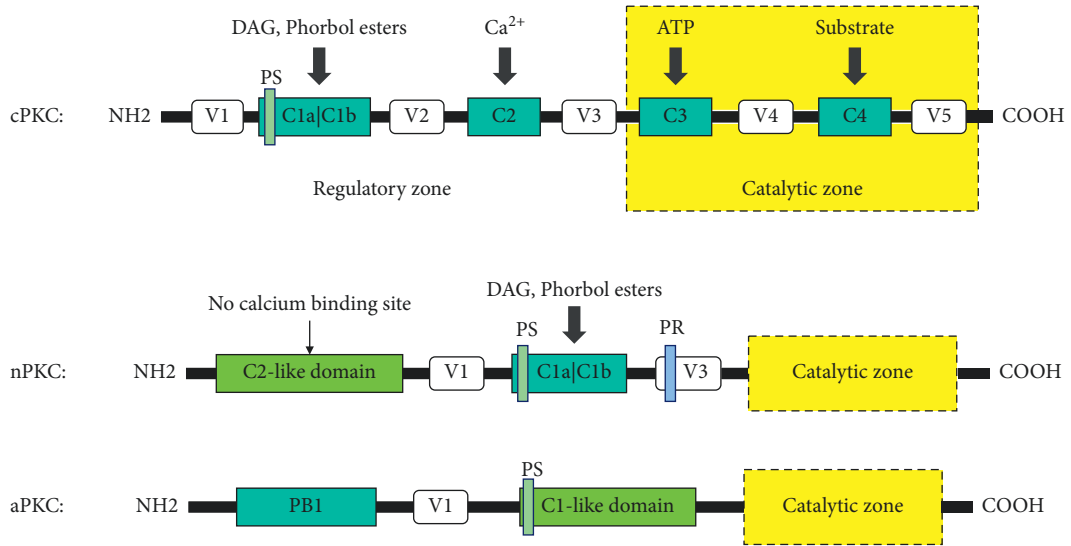 DAG, Phorbol esters
Ca²⁺
ATP
Substrate
PS
cPKC:
NH2
V1
C1a|C1b
V2
C2
V3
C3
V4
C4
V5
COOH
Regulatory zone
Catalytic zone
No calcium binding site
DAG, Phorbol esters
PS
PR
nPKC:
NH2
C2-like domain
V1
C1a|C1b
V3
Catalytic zone
COOH
PS
aPKC:
NH2
PB1
V1
C1-like domain
Catalytic zone
COOH